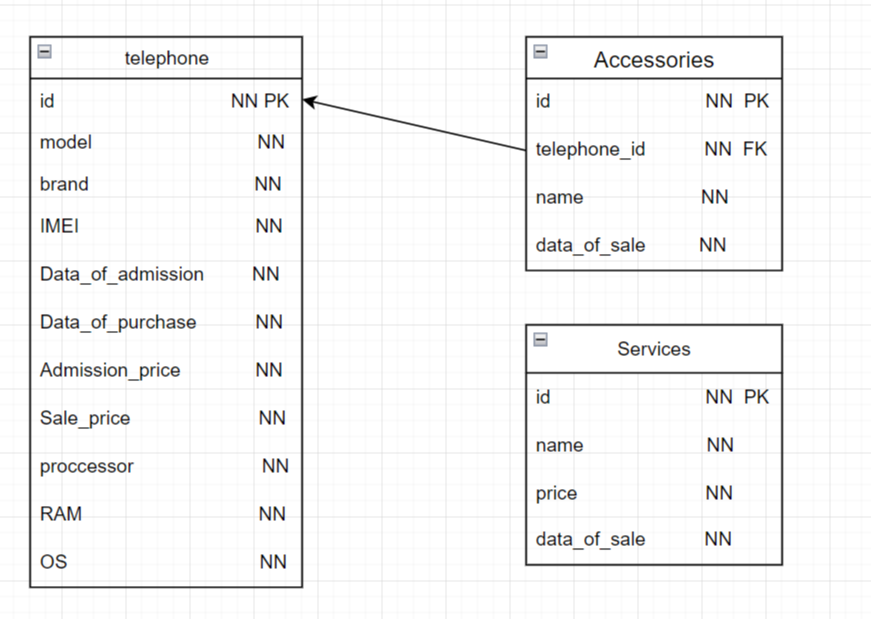 telephone
id NN PK
model NN
brand NN
IMEI NN
Data_of_admission NN
Data_of_purchase NN
Admission_price NN
Sale_price NN
proccessor NN
RAM NN
OS NN
Accessories
id NN PK
telephone_id NN FK
name NN
data_of_sale NN
Services
id NN PK
name NN
price NN
data_of_sale NN